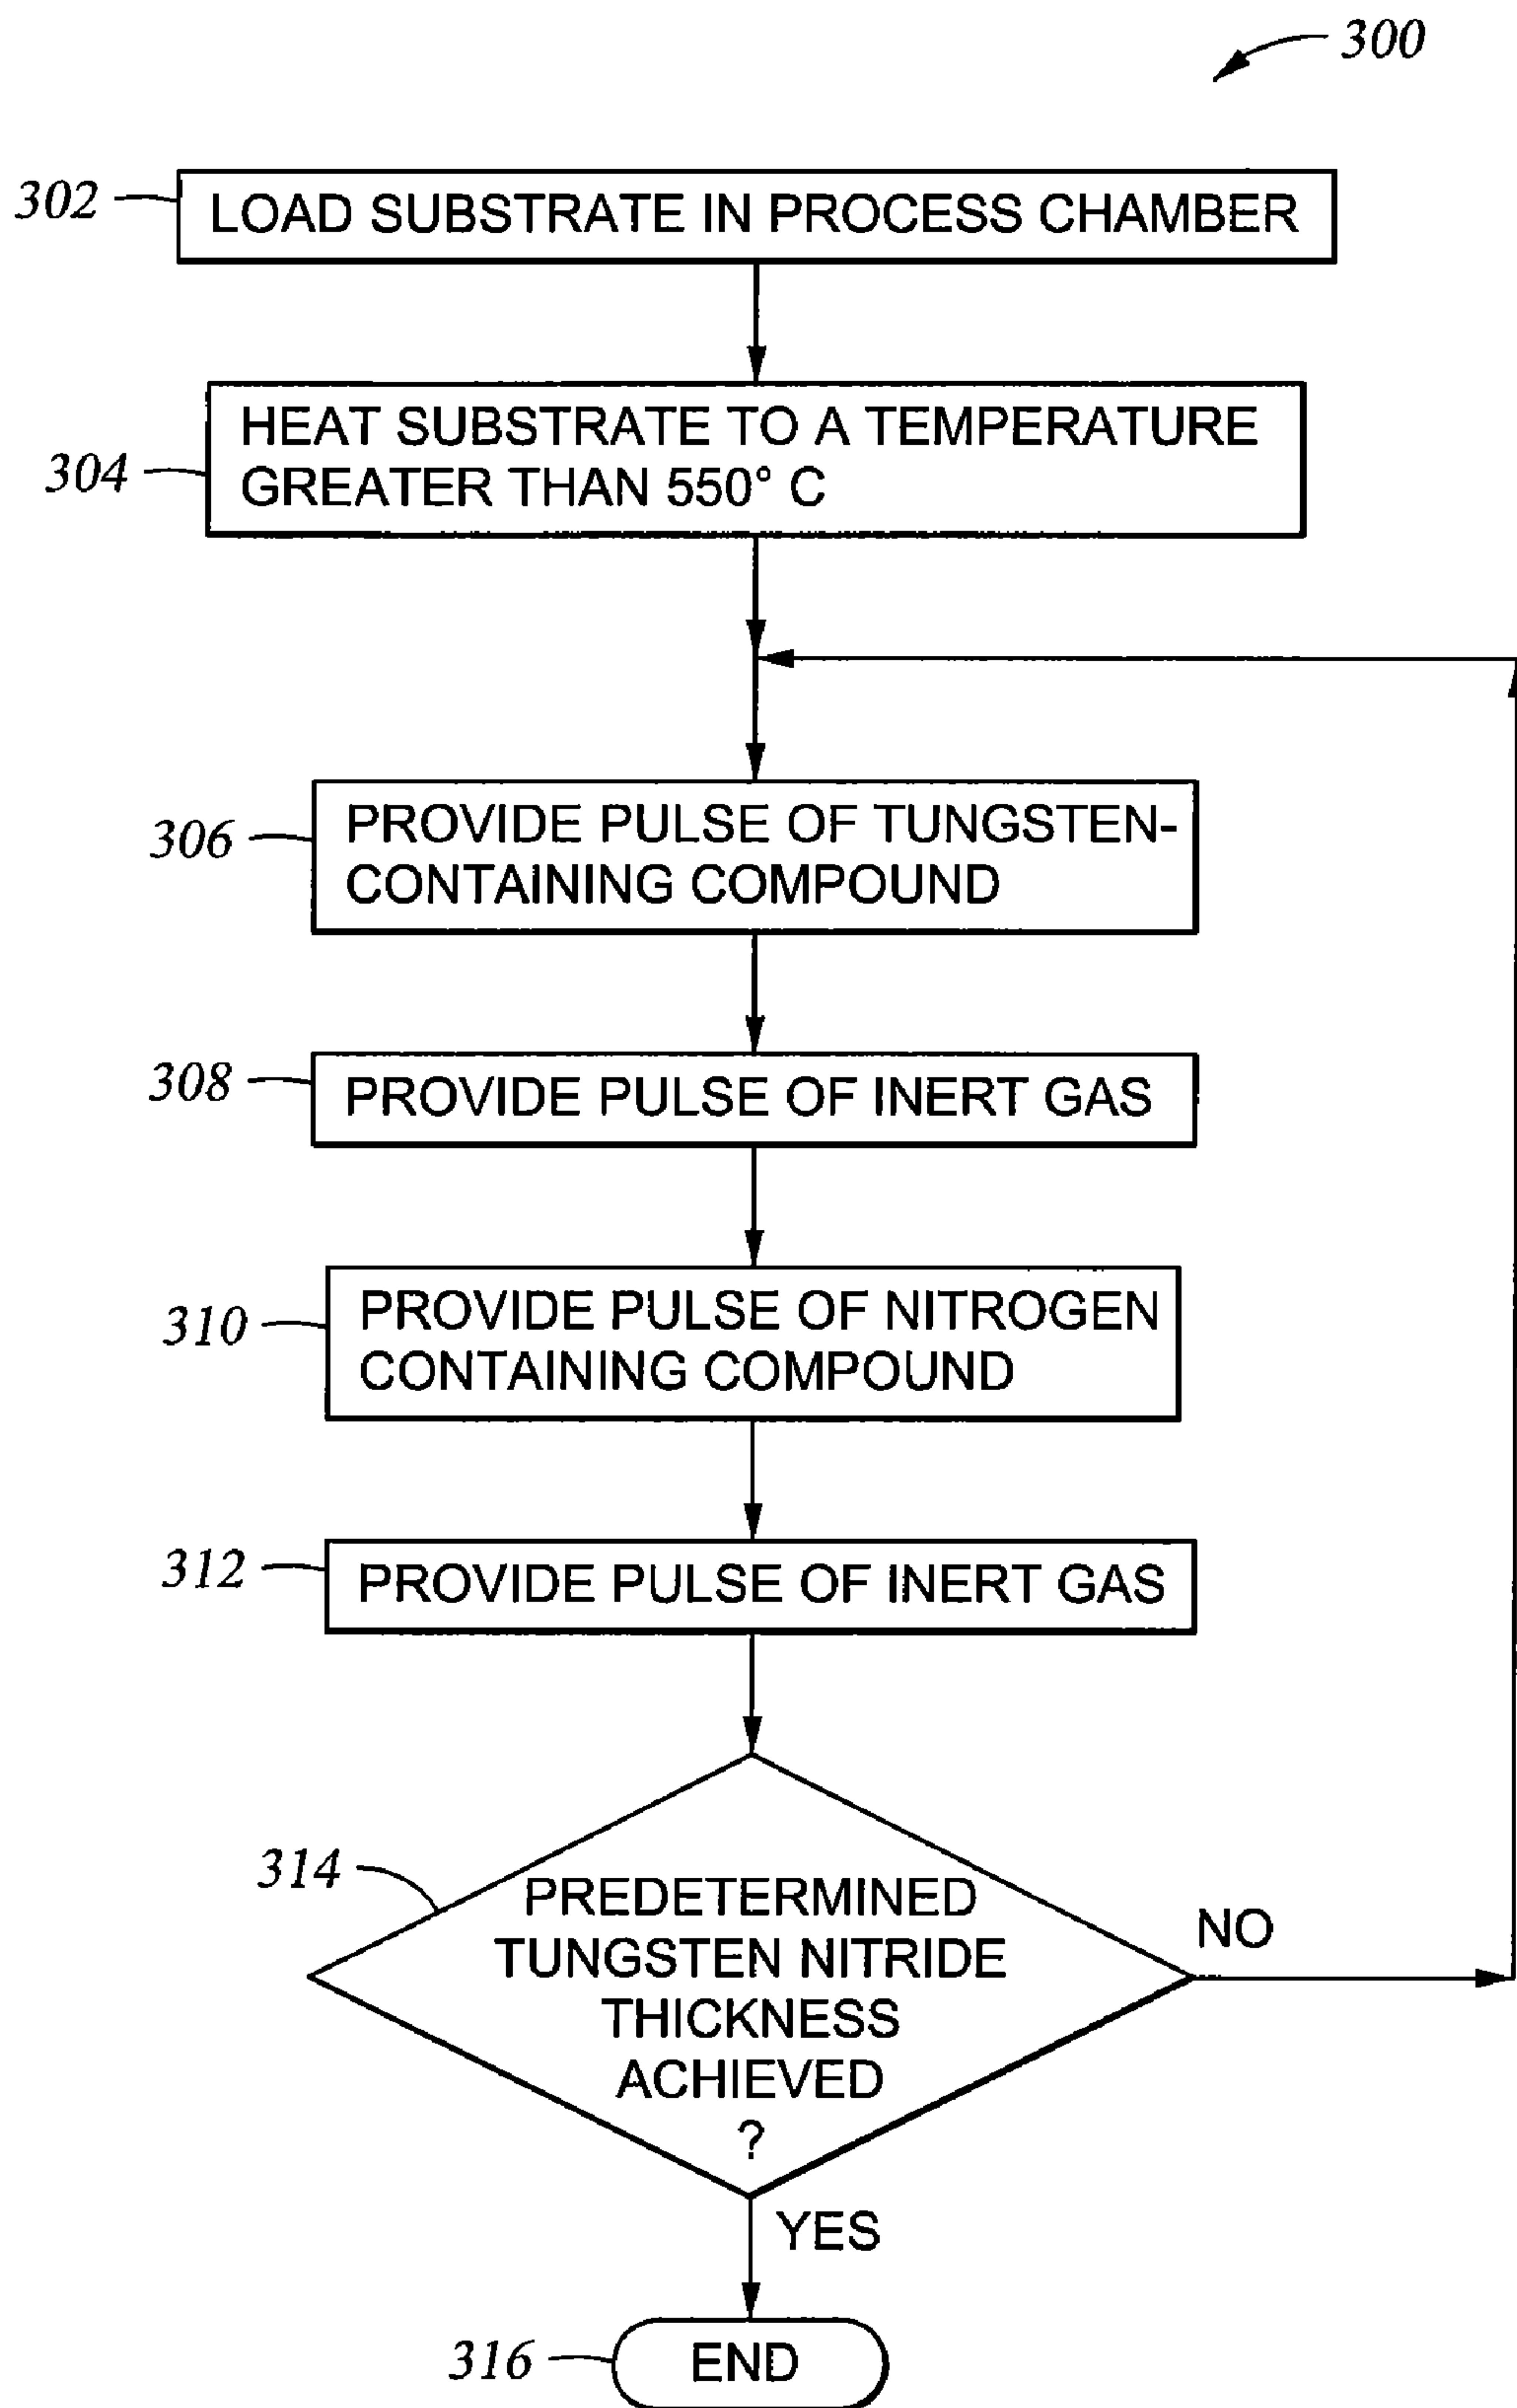 300
302
LOAD SUBSTRATE IN PROCESS CHAMBER
304
HEAT SUBSTRATE TO A TEMPERATURE
GREATER THAN 550° C
306
PROVIDE PULSE OF TUNGSTEN-
CONTAINING COMPOUND
308
PROVIDE PULSE OF INERT GAS
310
PROVIDE PULSE OF NITROGEN
CONTAINING COMPOUND
312
PROVIDE PULSE OF INERT GAS
314
PREDETERMINED
TUNGSTEN NITRIDE
THICKNESS
ACHIEVED
?
NO
YES
316
END